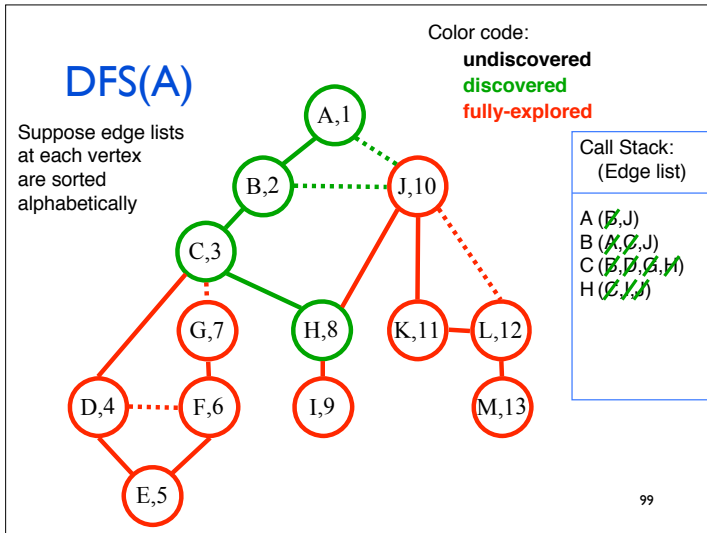 DFS(A)
Suppose edge lists
at each vertex
are sorted
alphabetically
Color code:
undiscovered
discovered
fully-explored
A,1
B,2
J,10
C,3
G,7
H,8
K,11
L,12
D,4
F,6
I,9
M,13
E,5
Call Stack:
(Edge list)
A (B,J)
B (A,C,J)
C (B,D,G,H)
H (C,I,J)
99